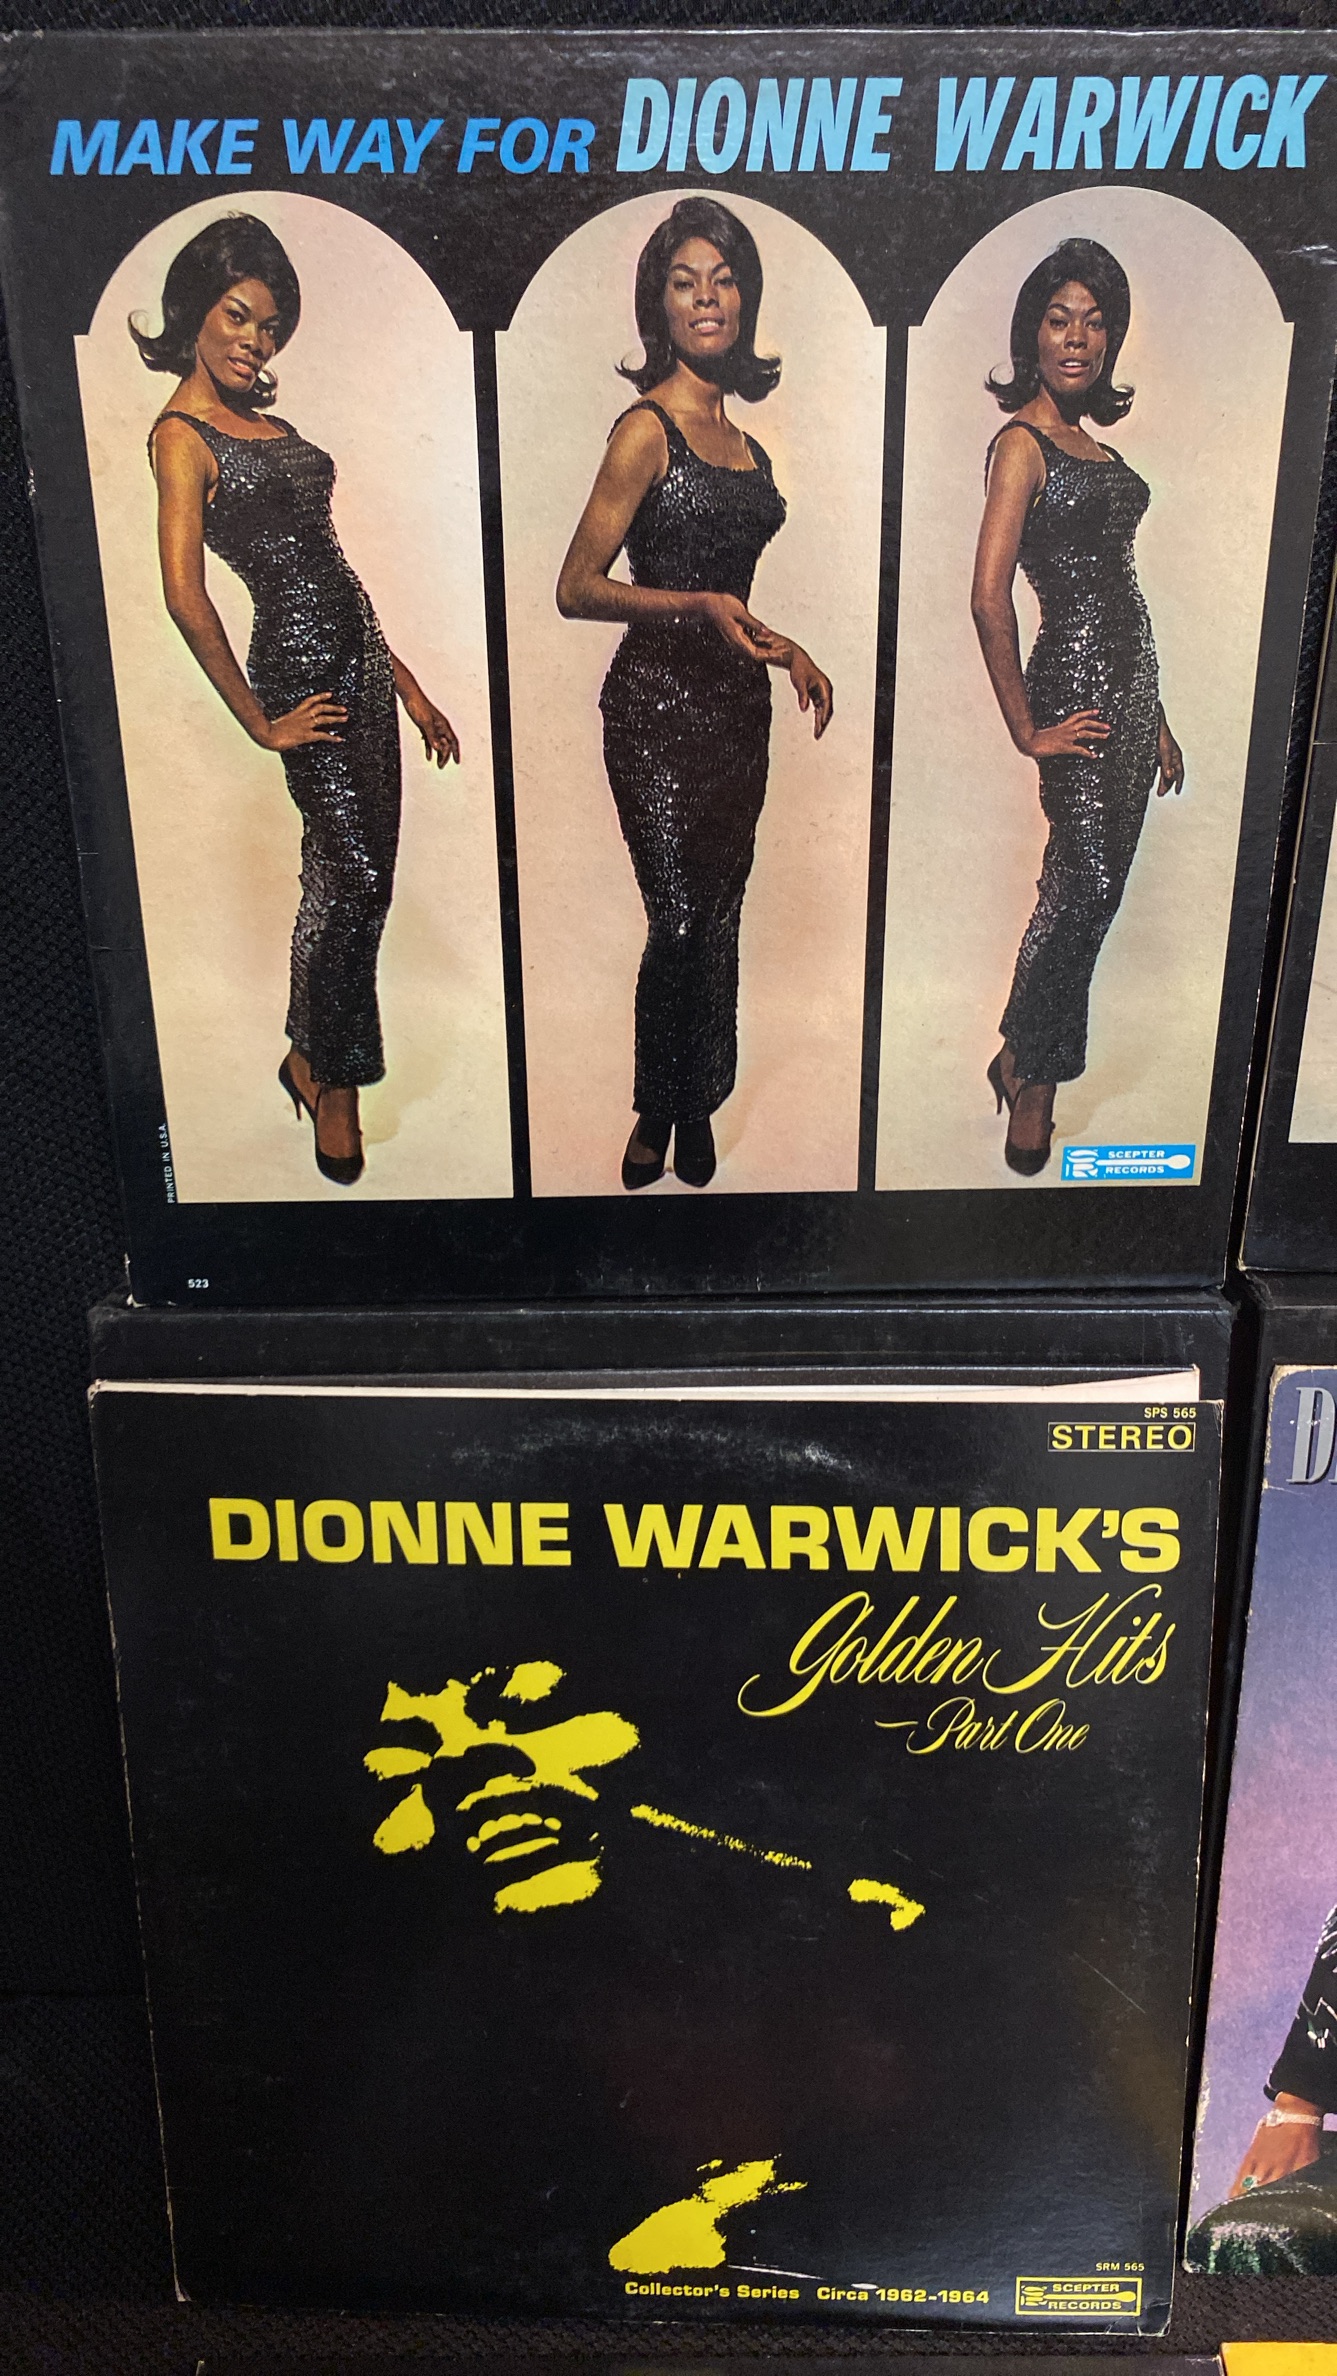 MAKE WAY FOR DIONNE WARWICK
PRINTED IN U.S.A.
SCEPTER
RECORDS
523
SPS 565
STEREO
DIONNE WARWICK'S
Golden Hits
-Part One
SRM 565
Collector's Series Circa 1962-1964
SCEPTER
RECORDS